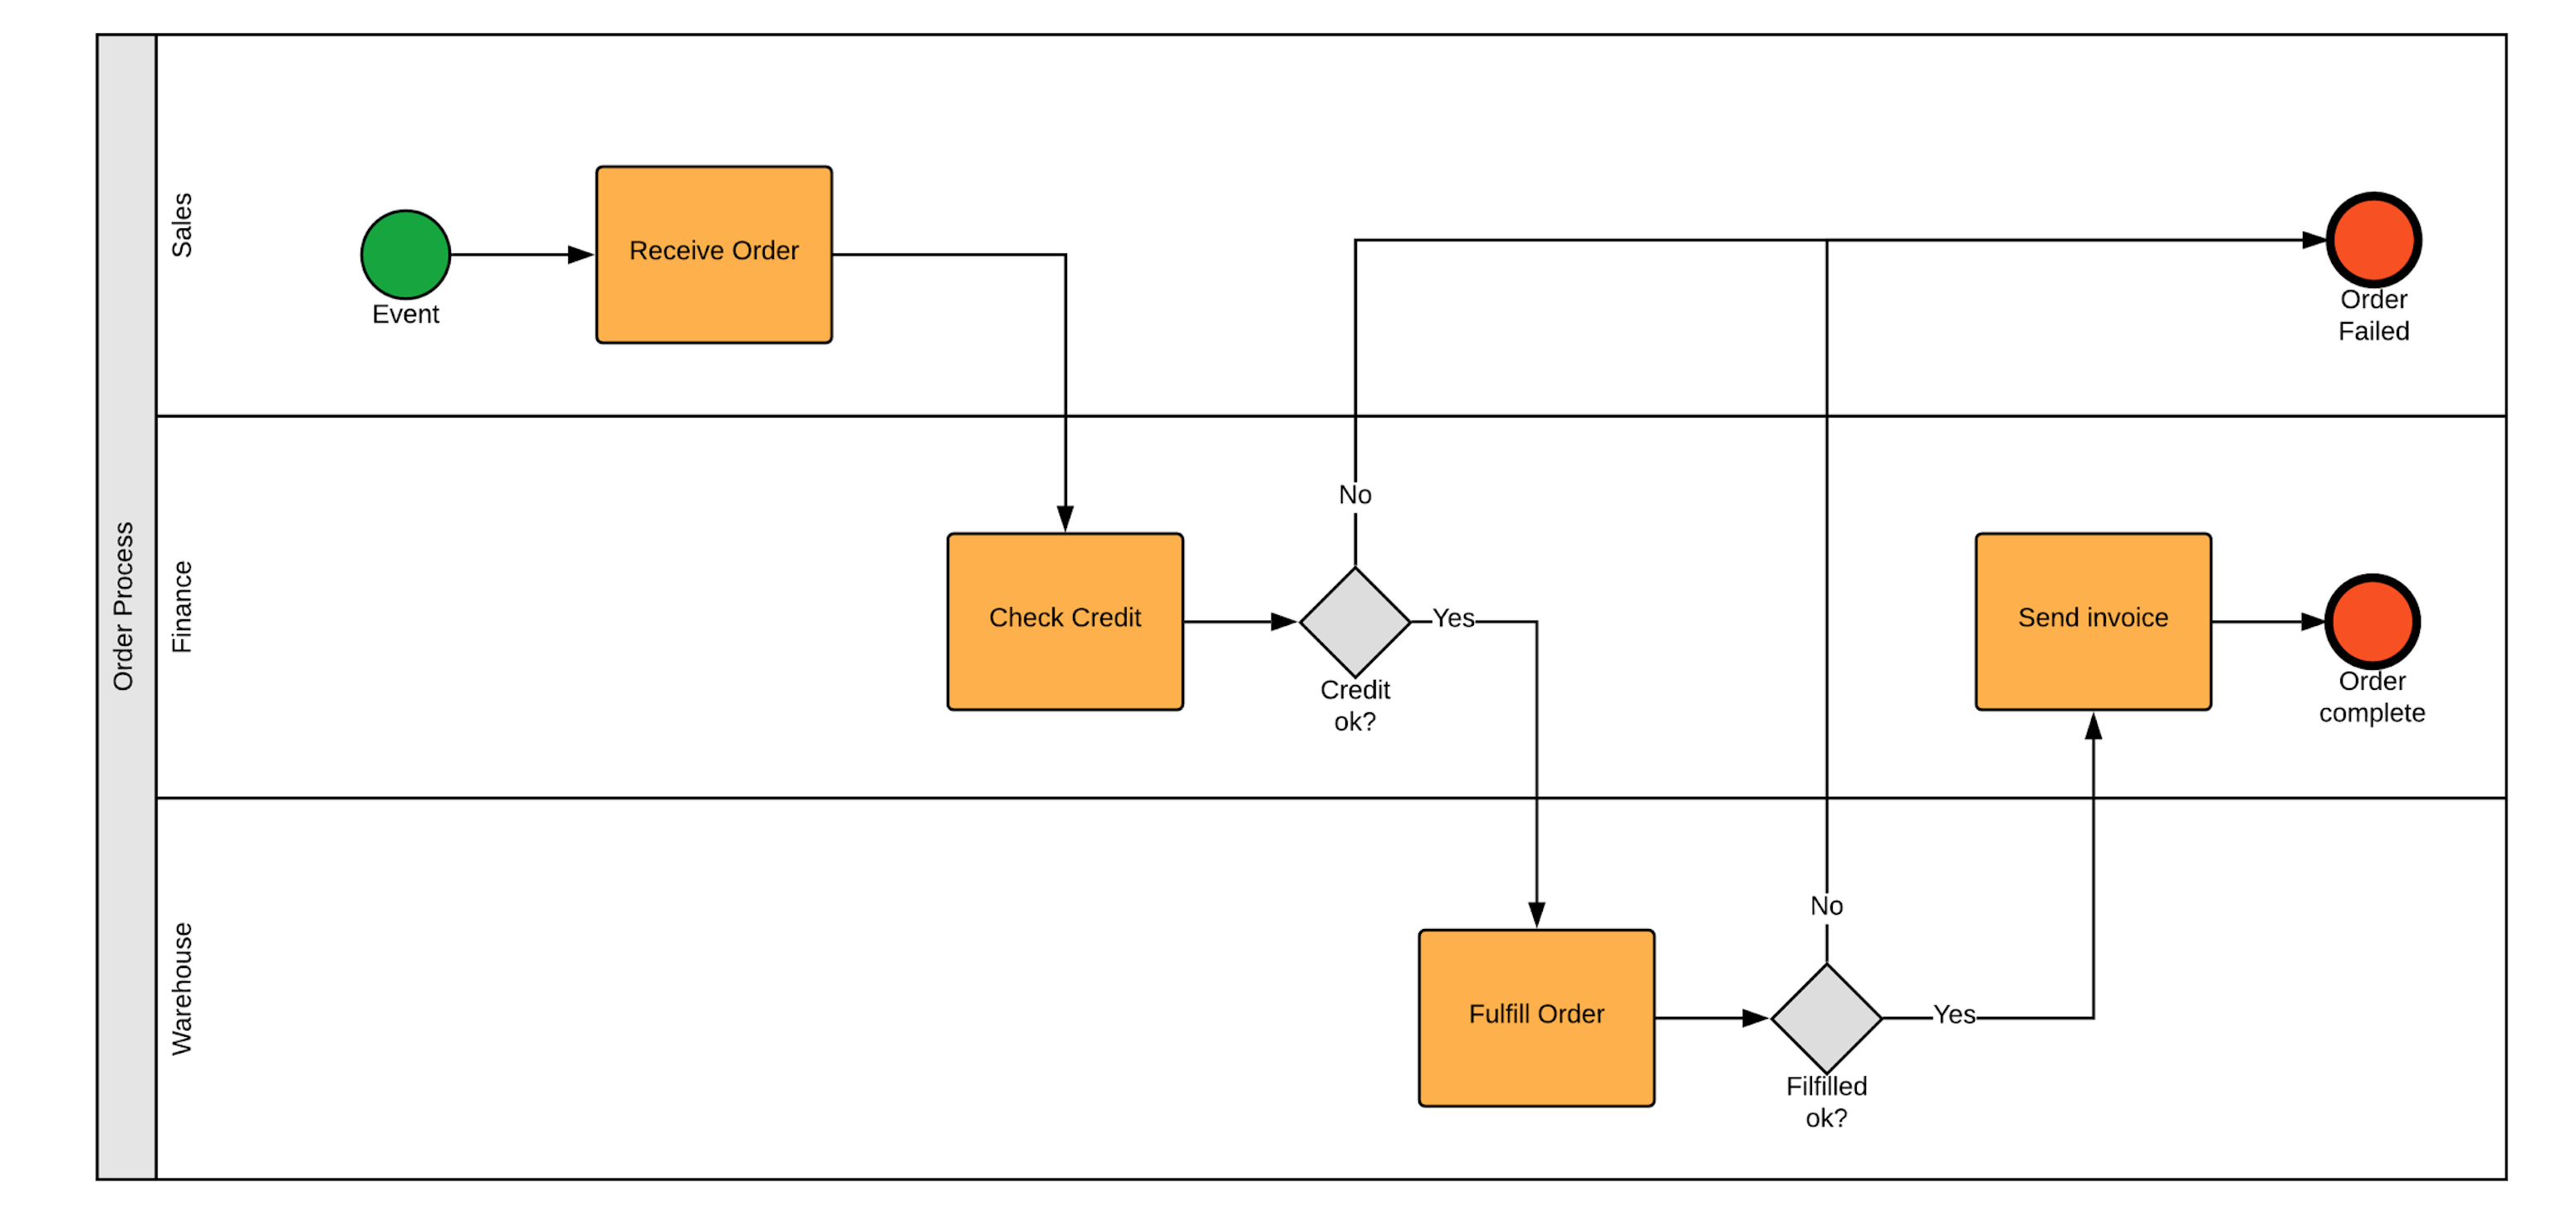 Order Process
Sales
Event
Receive Order
Order
Failed
Finance
Check Credit
No
Credit
ok?
Yes
Send invoice
Order
complete
Warehouse
Fulfill Order
No
Filfilled
ok?
Yes